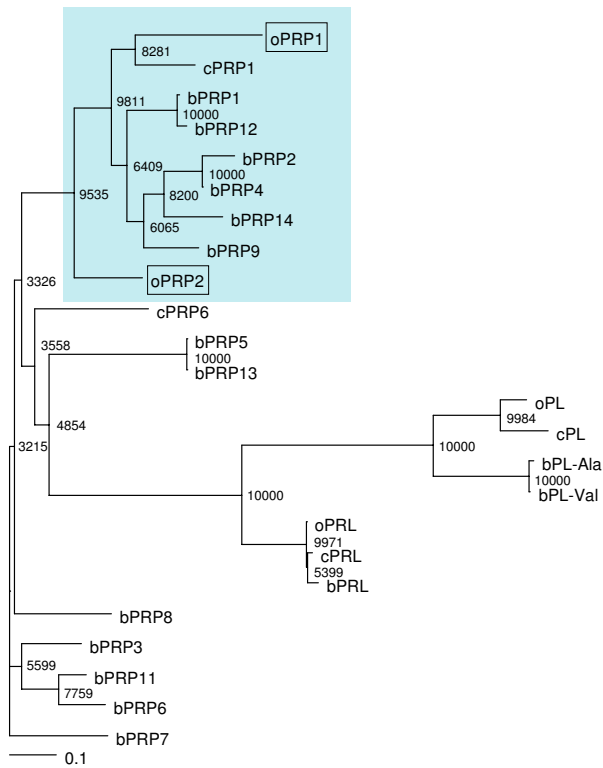 oPRP1
8281
cPRP1
9811
bPRP1
10000
bPRP12
6409
bPRP2
10000
bPRP4
8200
9535
bPRP14
6065
bPRP9
oPRP2
3326
cPRP6
3558
bPRP5
10000
bPRP13
oPL
9984
cPL
4854
3215
10000
bPL-Ala
10000
bPL-Val
10000
oPRL
9971
cPRL
5399
bPRL
bPRP8
bPRP3
5599
bPRP11
7759
bPRP6
bPRP7
0.1